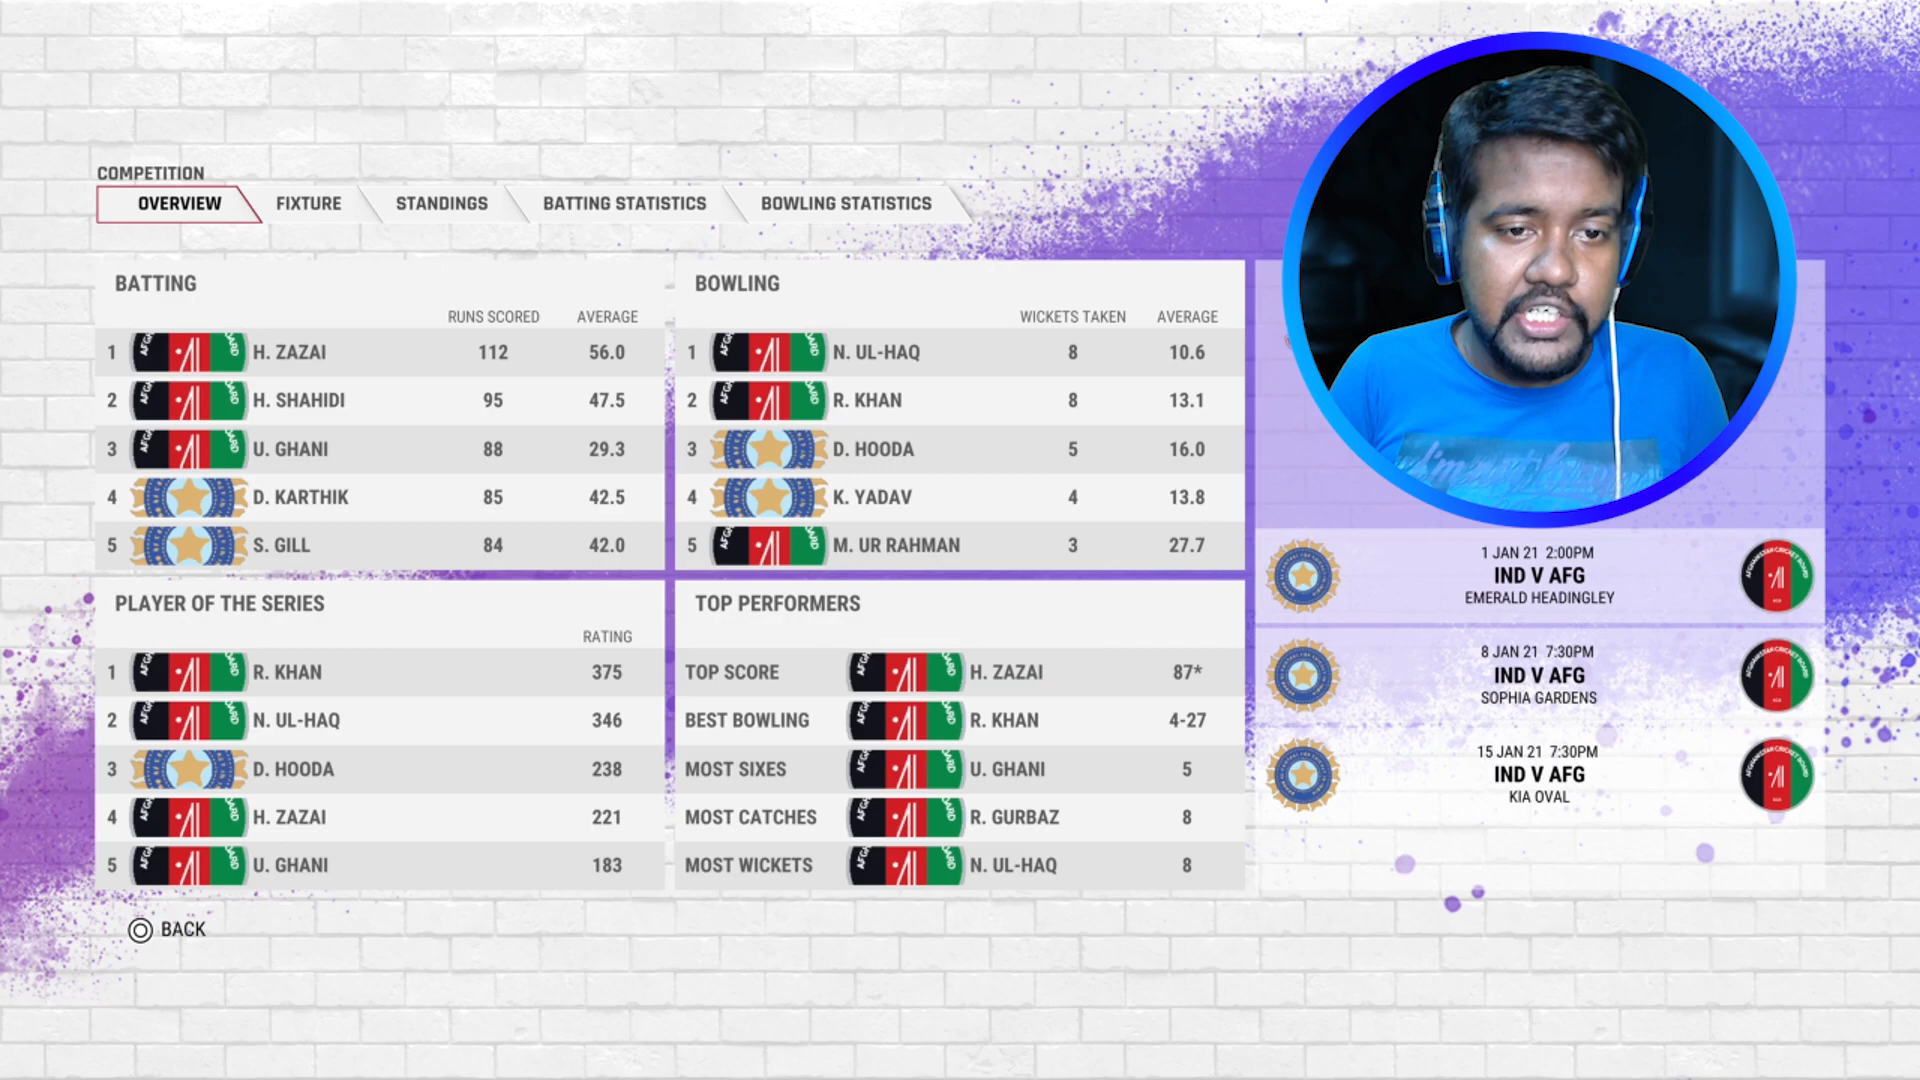 COMPETITION
OVERVIEW FIXTURE STANDINGS BATTING STATISTICS BOWLING STATISTICS
BATTING
RUNS SCORED AVERAGE
1 H. ZAZAI 112 56.0
2 H. SHAHIDI 95 47.5
3 U. GHANI 88 29.3
4 D. KARTHIK 85 42.5
5 S. GILL 84 42.0
BOWLING
WICKETS TAKEN AVERAGE
1 N. UL-HAQ 8 10.6
2 R. KHAN 8 13.1
3 D. HOODA 5 16.0
4 K. YADAV 4 13.8
5 M. UR RAHMAN 3 27.7
PLAYER OF THE SERIES
RATING
1 R. KHAN 375
2 N. UL-HAQ 346
3 D. HOODA 238
4 H. ZAZAI 221
5 U. GHANI 183
TOP PERFORMERS
TOP SCORE H. ZAZAI 87*
BEST BOWLING R. KHAN 4-27
MOST SIXES U. GHANI 5
MOST CATCHES R. GURBAZ 8
MOST WICKETS N. UL-HAQ 8
1 JAN 21 2:00PM
IND V AFG
EMERALD HEADINGLEY
8 JAN 21 7:30PM
IND V AFG
SOPHIA GARDENS
15 JAN 21 7:30PM
IND V AFG
KIA OVAL
BACK